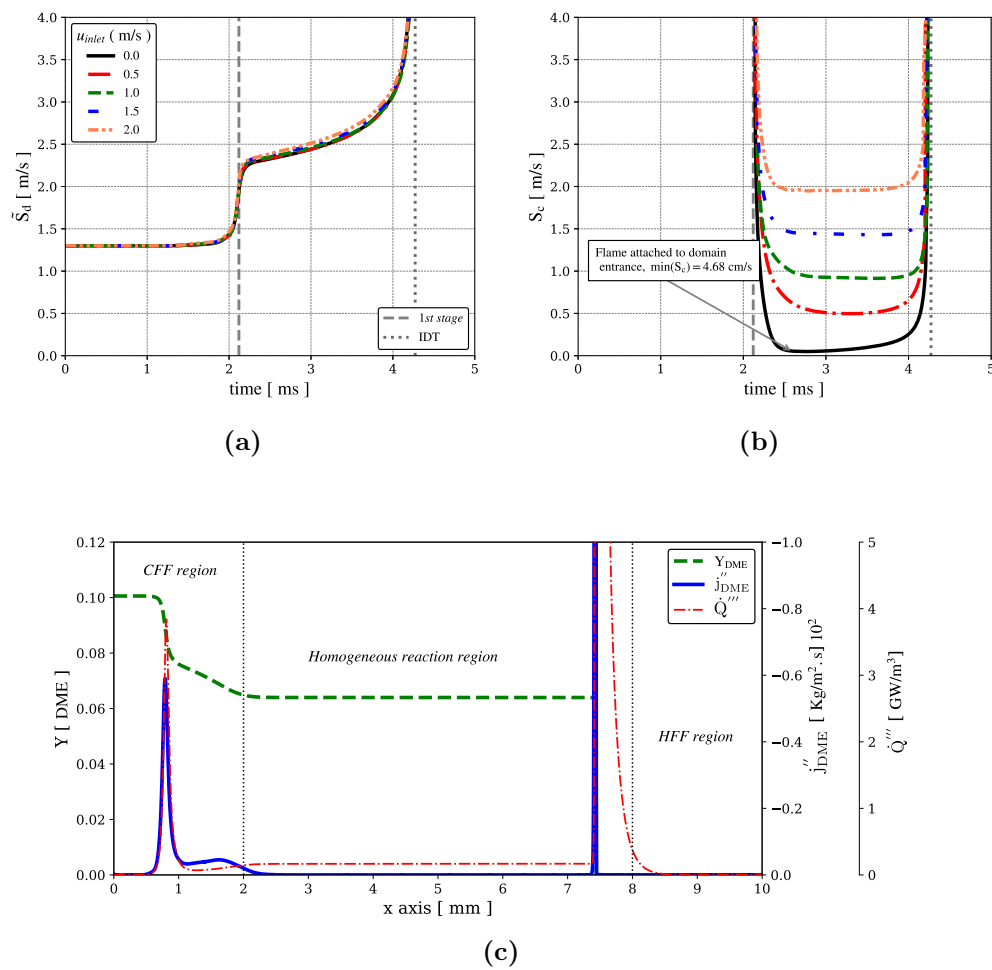 4.0
3.5
3.0
2.5
2.0
1.5
1.0
0.5
0.0
S̃d [ m/s ]
u_inlet ( m/s )
0.0
0.5
1.0
1.5
2.0
1st stage
IDT
0 1 2 3 4 5
time [ ms ]
(a)
4.0
3.5
3.0
2.5
2.0
1.5
1.0
0.5
0.0
Sc [ m/s ]
Flame attached to domain
entrance, min(Sc) = 4.68 cm/s
0 1 2 3 4 5
time [ ms ]
(b)
0.12
0.10
0.08
0.06
0.04
0.02
0.00
Y [ DME ]
CFF region
Homogeneous reaction region
HFF region
Y_DME
j̇″_DME
Q̇‴
−1.0
−0.8
−0.6
−0.4
−0.2
0.0
j̇″_DME [ Kg/m². s] 10²
5
4
3
2
1
0
Q̇‴ [ GW/m³ ]
0 1 2 3 4 5 6 7 8 9 10
x axis [ mm ]
(c)